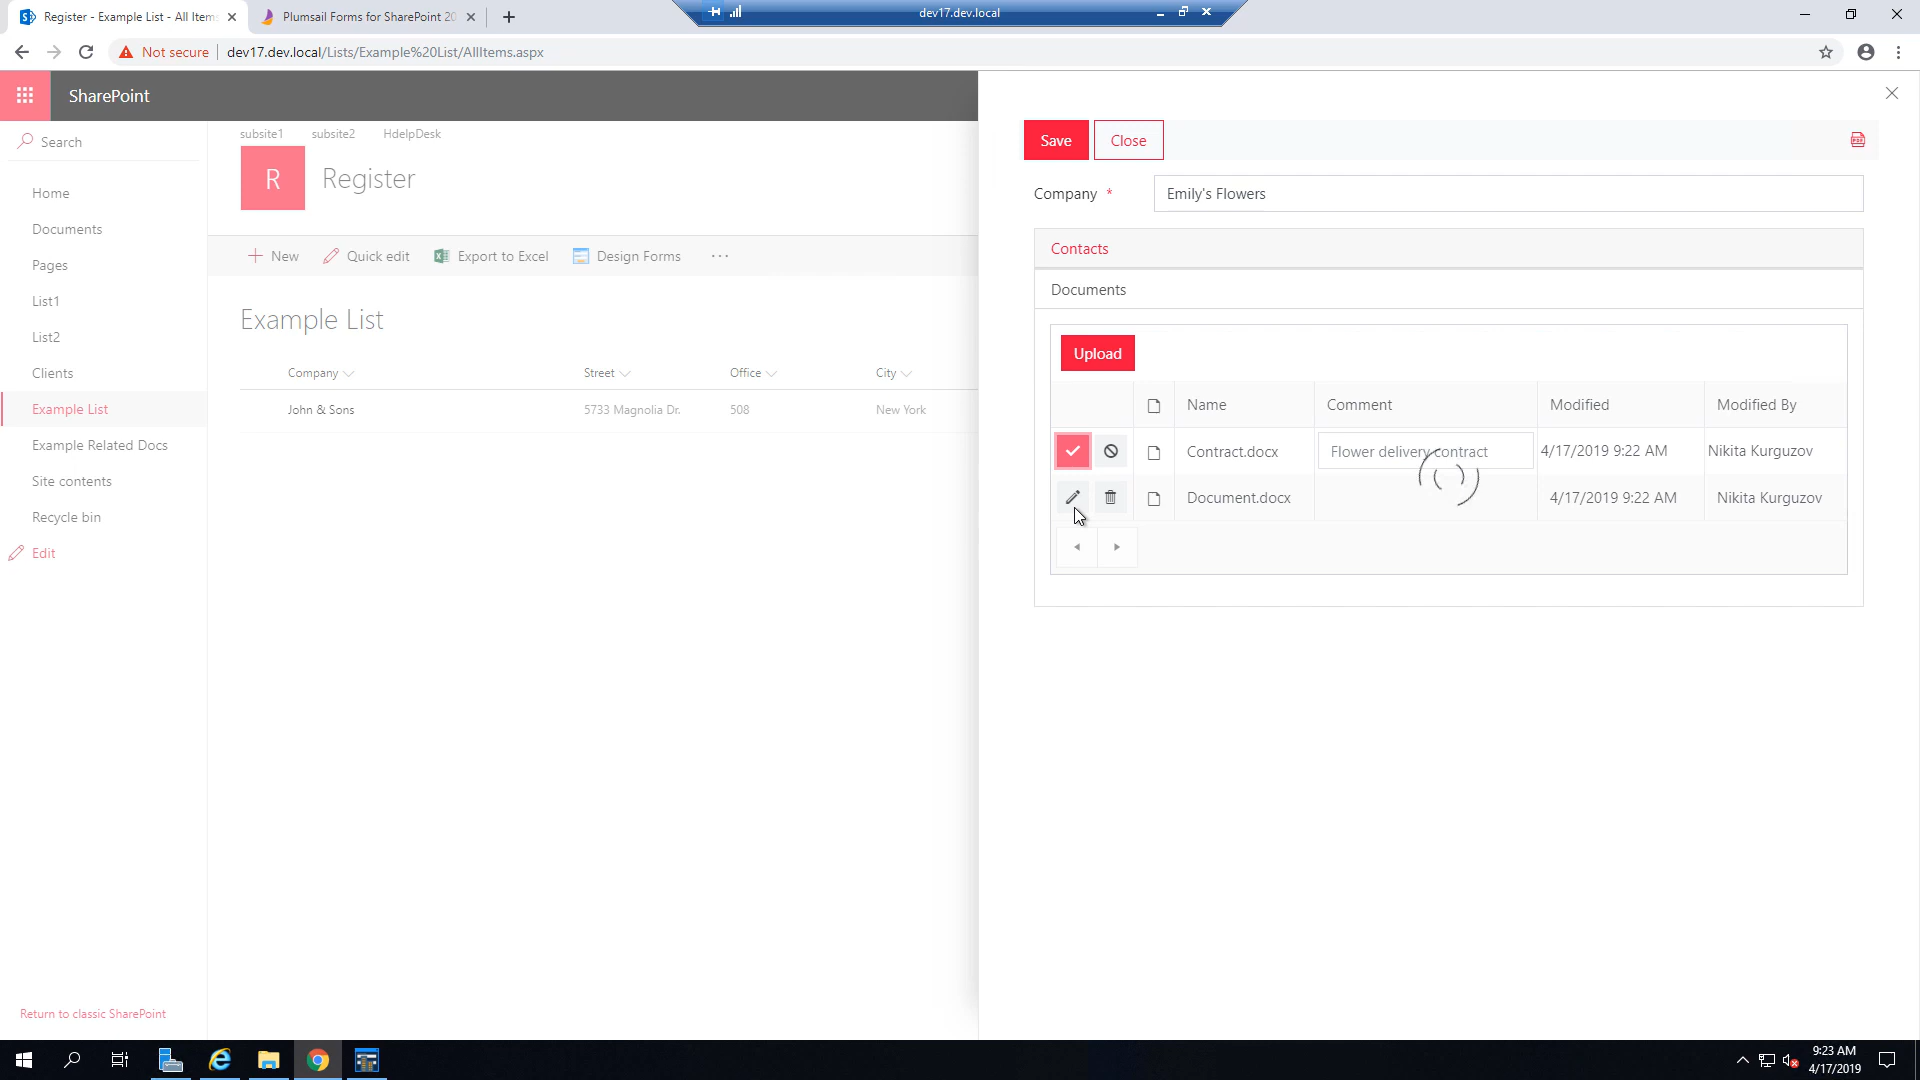 Register - Example List - All Items
Plumsail Forms for SharePoint 20
dev17.dev.local
Not secure
dev17.dev.local/Lists/Example%20List/AllItems.aspx
SharePoint
Search
Home
Documents
Pages
List1
List2
Clients
Example List
Example Related Docs
Site contents
Recycle bin
Edit
Return to classic SharePoint
subsite1 subsite2 HdelpDesk
R
Register
New Quick edit Export to Excel Design Forms ...
Example List
Company Street Office City
John & Sons 5733 Magnolia Dr. 508 New York
Save Close
PDF
Company * Emily's Flowers
Contacts
Documents
Upload
Name Comment Modified Modified By
Contract.docx Flower delivery contract 4/17/2019 9:22 AM Nikita Kurguzov
Document.docx 4/17/2019 9:22 AM Nikita Kurguzov
9:23 AM
4/17/2019